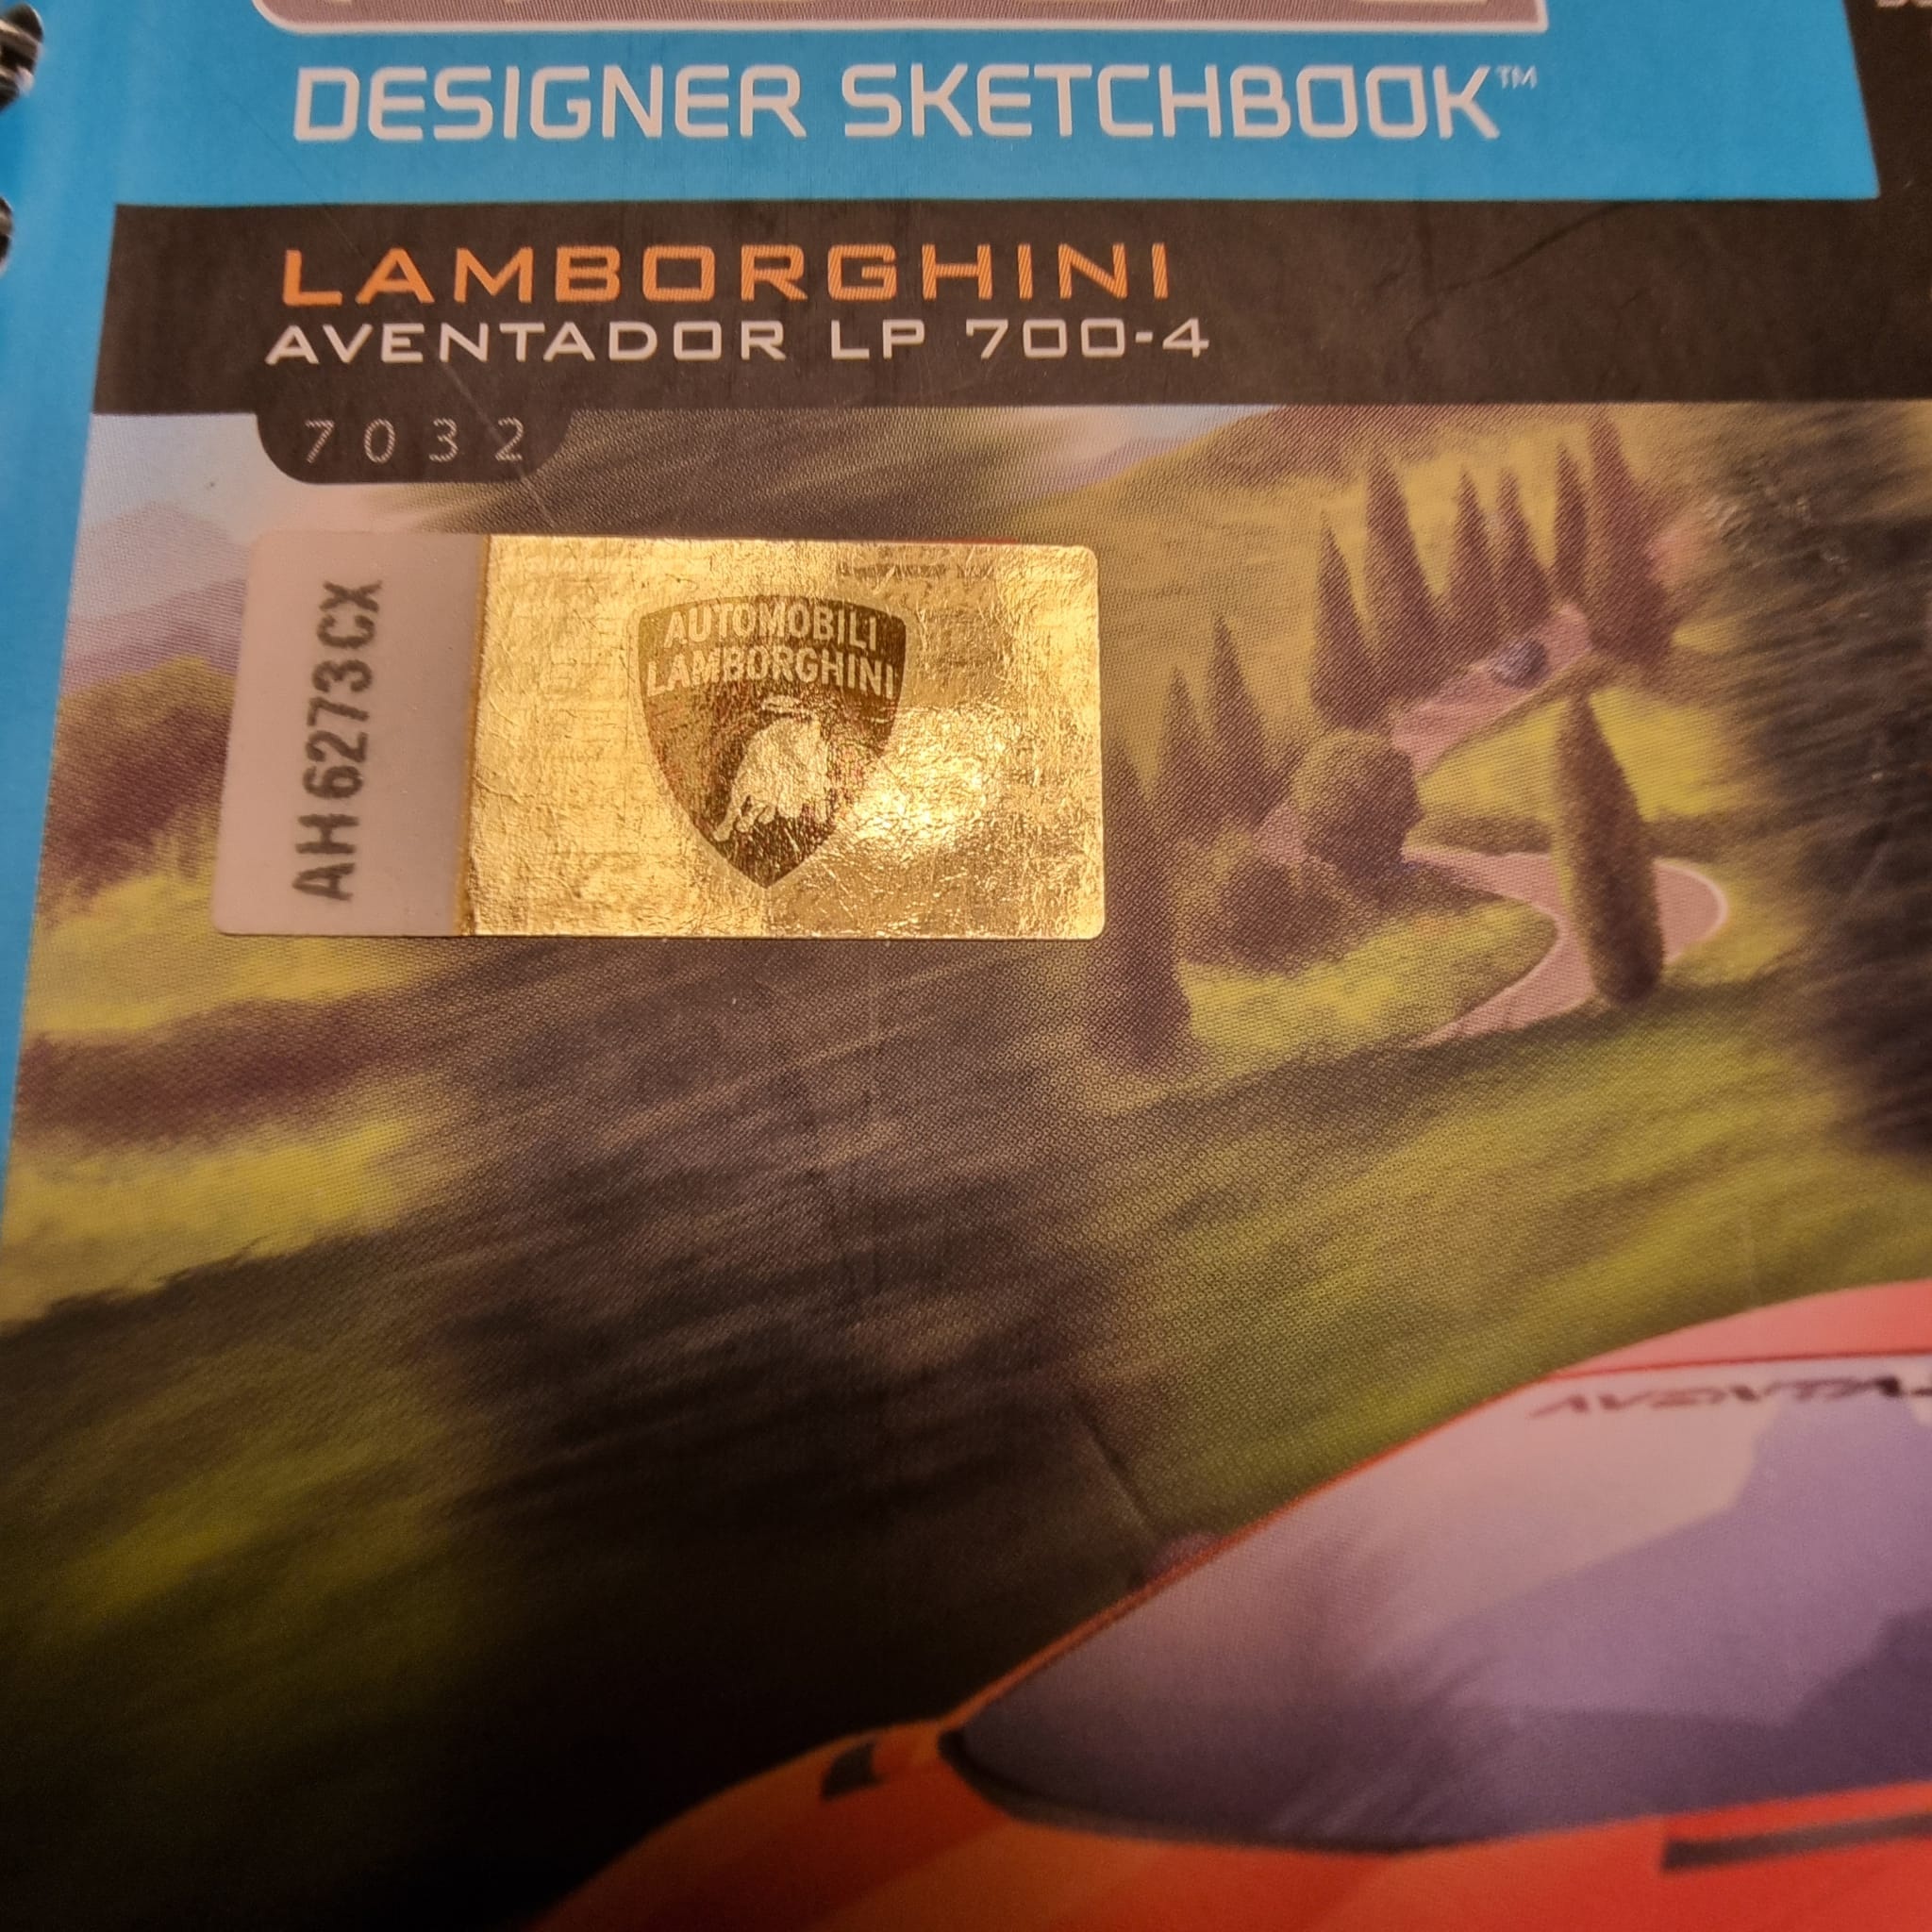 DESIGNER SKETCHBOOK™
LAMBORGHINI
AVENTADOR LP 700-4
7032
AH6273CX
AUTOMOBILI
LAMBORGHINI